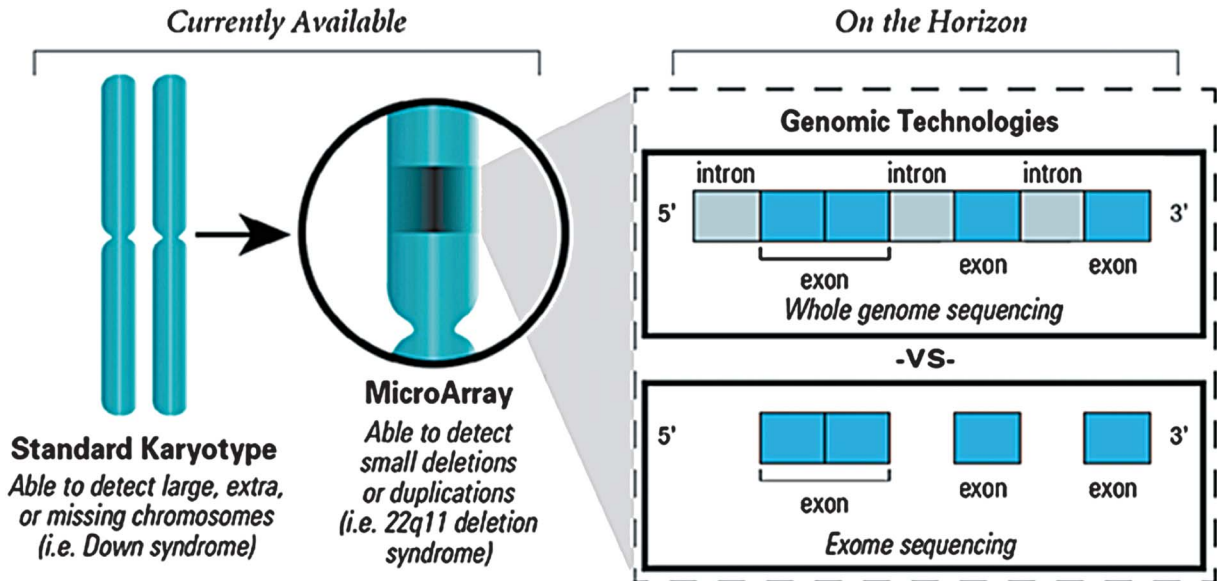 Currently Available
On the Horizon
Standard Karyotype
Able to detect large, extra,
or missing chromosomes
(i.e. Down syndrome)
MicroArray
Able to detect
small deletions
or duplications
(i.e. 22q11 deletion
syndrome)
Genomic Technologies
intron intron intron
5' 3'
exon exon exon
Whole genome sequencing
-VS-
5' 3'
exon exon exon
Exome sequencing